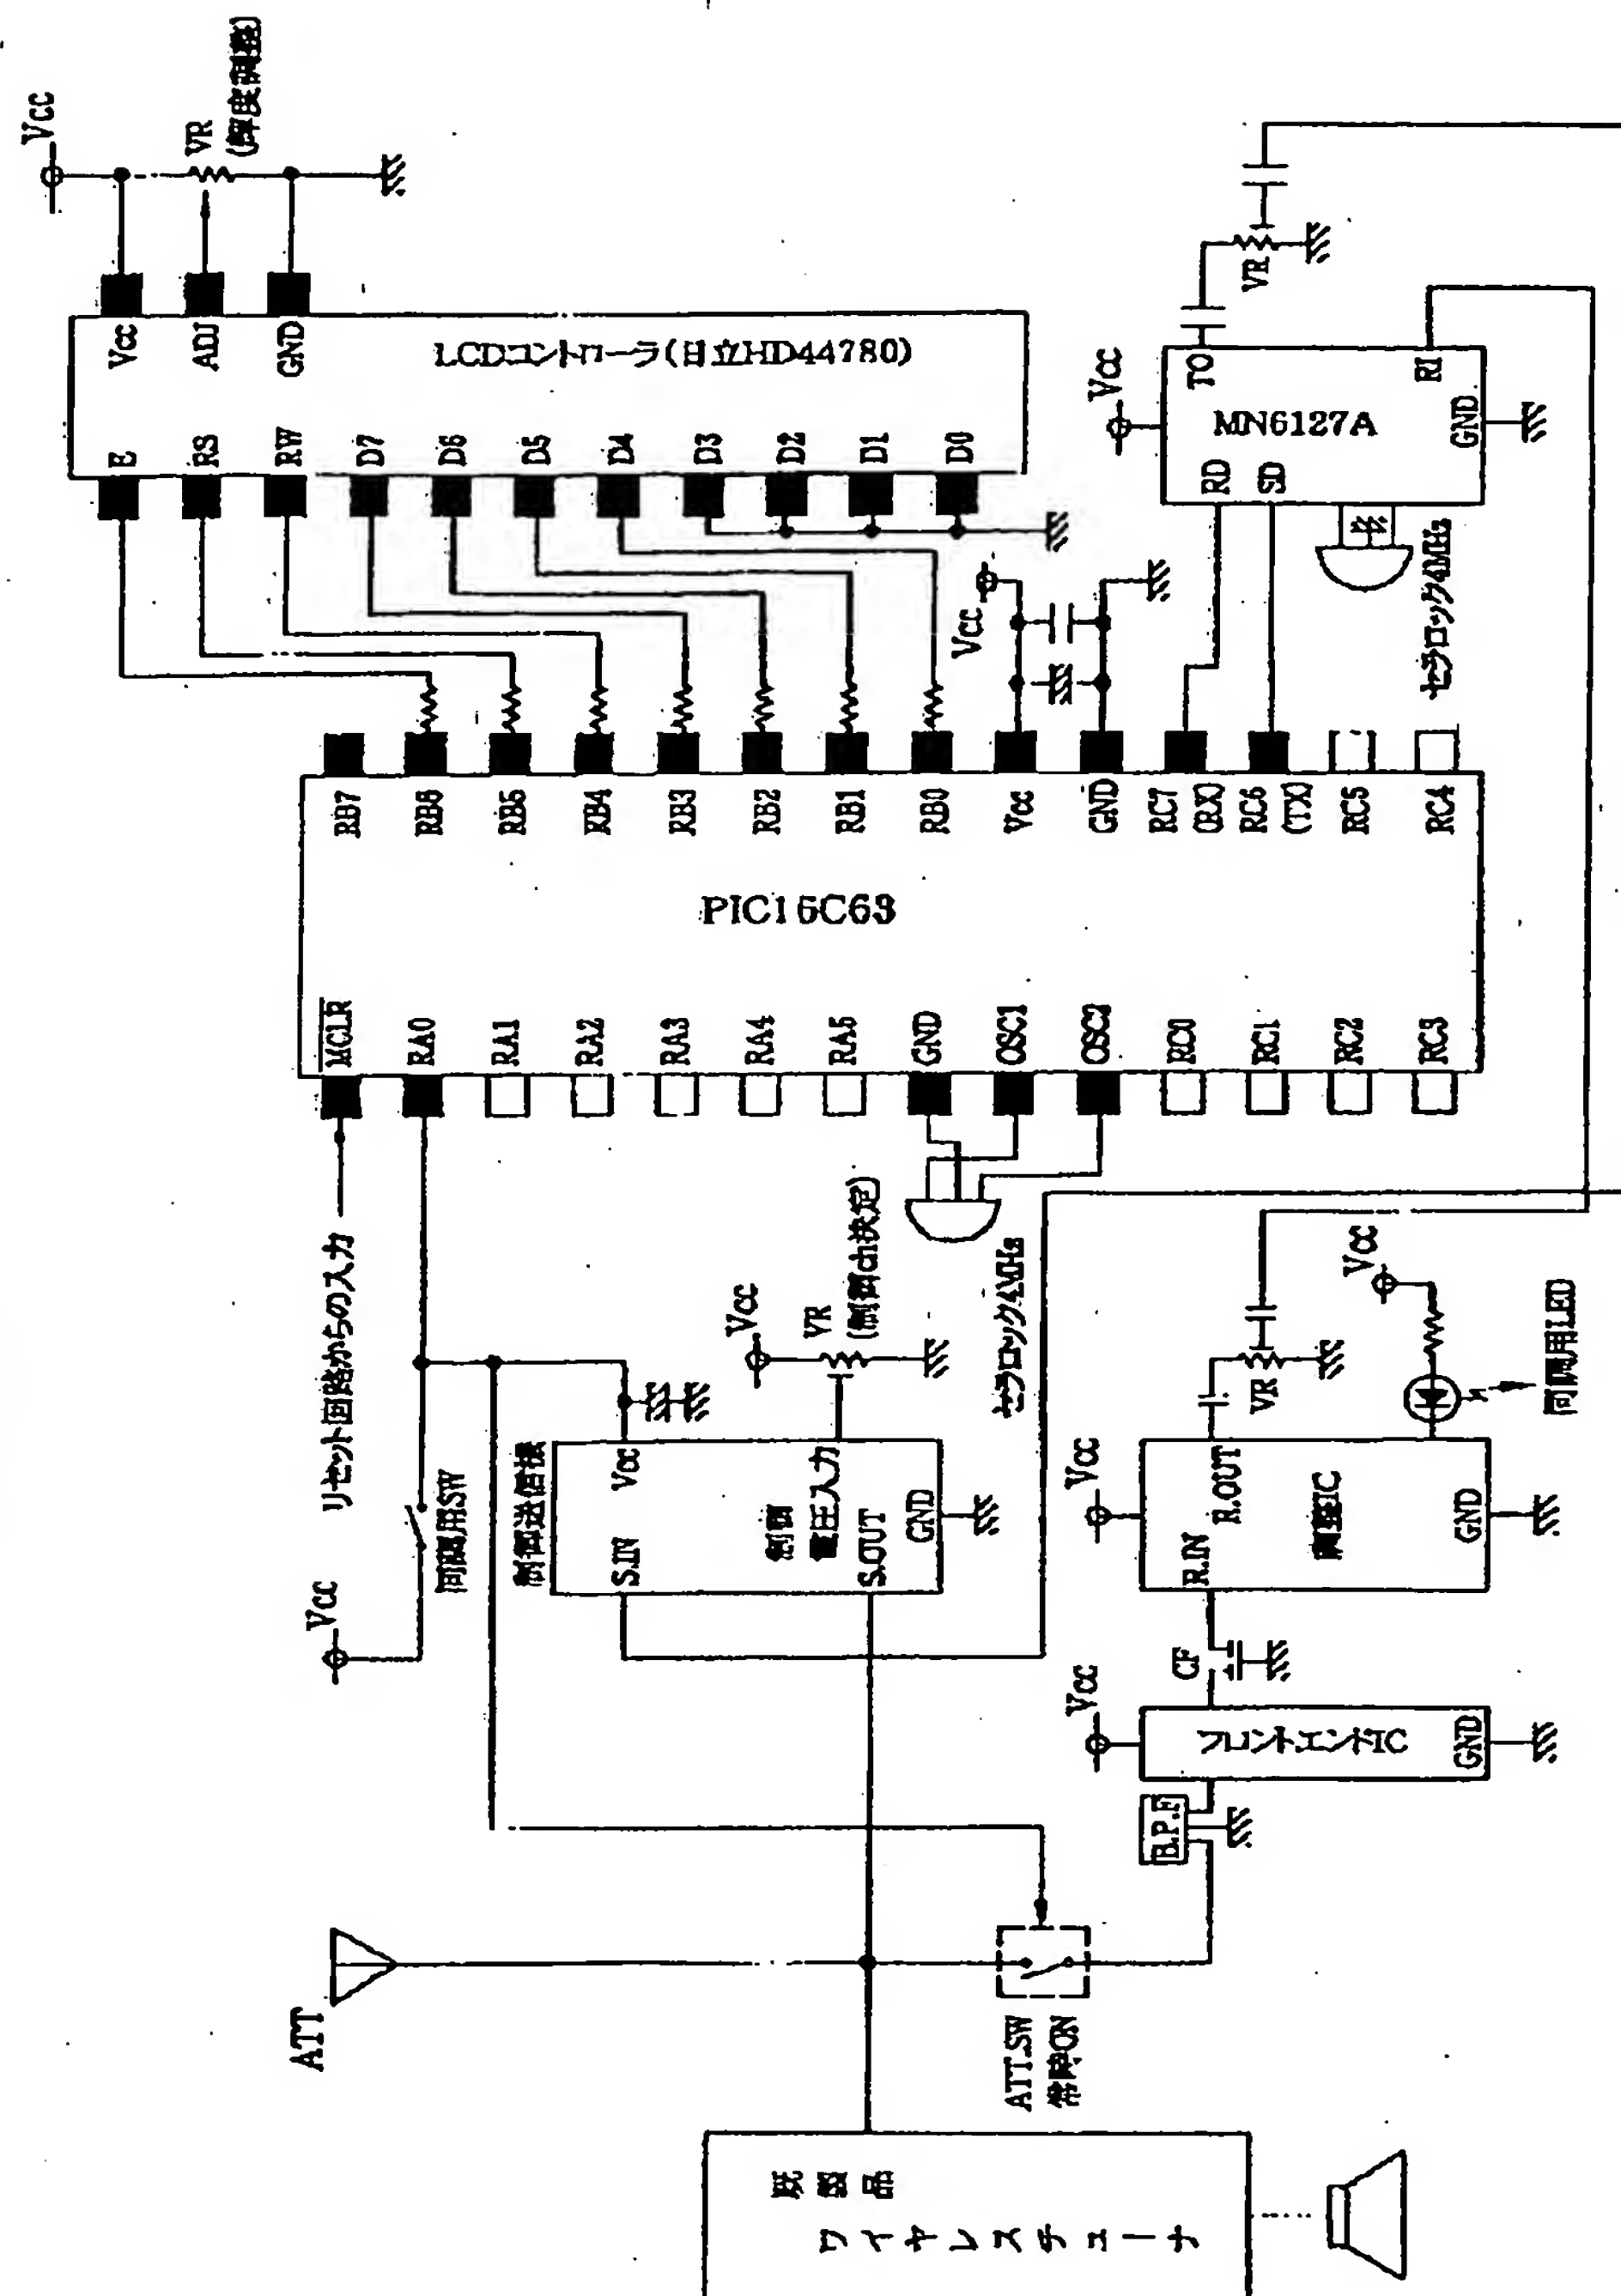 Vcc
VR
(輝度調整)
Vcc
ADJ
GND
LCDコントローラ(日立HD44780)
E
RS
RW
D7
D6
D5
D4
D3
D2
D1
D0
VR
Vcc
TO
RI
MN6127A
RD
SD
GND
セラロック4MHz
Vcc
RB7
RB6
RB5
RB4
RB3
RB2
RB1
RB0
Vcc
GND
RC7
(RX)
RC6
(TX)
RC5
RC4
PIC16C63
MCLR
RA0
RA1
RA2
RA3
RA4
RA5
GND
OSC1
OSC2
RC0
RC1
RC2
RC3
リセット回路からの入力
セラロック4MHz
Vcc
VR
(制御ch決定)
Vcc
同調用SW
制御送信機
Vcc
S.IN
制御
電圧入力
S.OUT
GND
Vcc
同調用LED
VR
Vcc
R.OUT
R.IN
GND
CF
Vcc
フロントエンドIC
GND
B.P.F
ATT
ATT.SW
常時ON
既製品
ワイヤレスチューナ